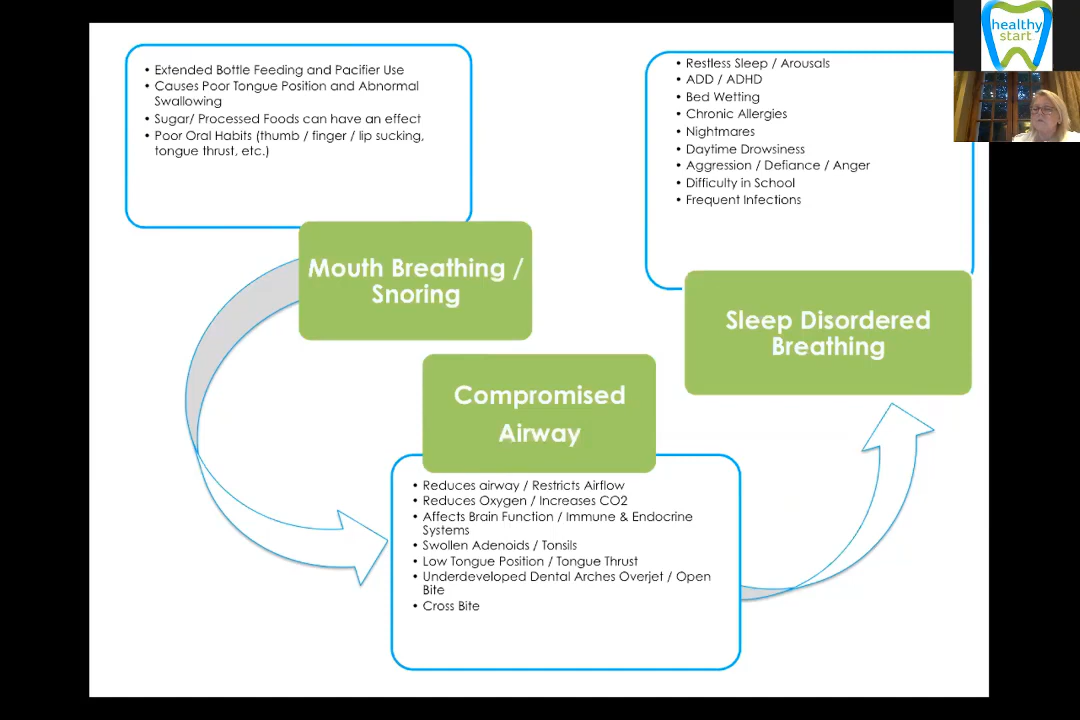 • Extended Bottle Feeding and Pacifier Use
• Causes Poor Tongue Position and Abnormal
Swallowing
• Sugar/ Processed Foods can have an effect
• Poor Oral Habits (thumb / finger / lip sucking,
tongue thrust, etc.)
Mouth Breathing /
Snoring
Compromised
Airway
• Reduces airway / Restricts Airflow
• Reduces Oxygen / Increases CO2
• Affects Brain Function / Immune & Endocrine
Systems
• Swollen Adenoids / Tonsils
• Low Tongue Position / Tongue Thrust
• Underdeveloped Dental Arches Overjet / Open
Bite
• Cross Bite
• Restless Sleep / Arousals
• ADD / ADHD
• Bed Wetting
• Chronic Allergies
• Nightmares
• Daytime Drowsiness
• Aggression / Defiance / Anger
• Difficulty in School
• Frequent Infections
Sleep Disordered
Breathing
healthy
start